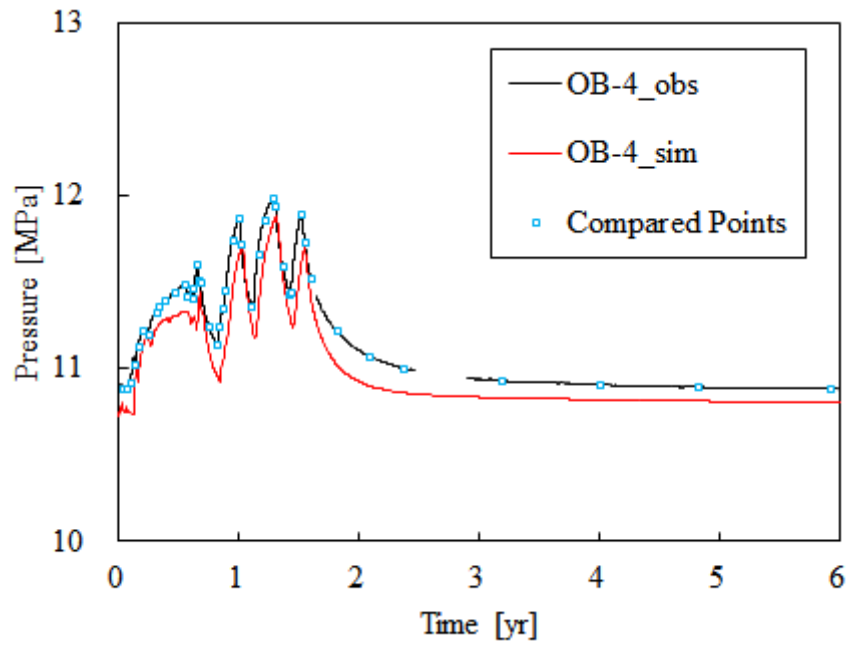 13
12
11
10
Pressure [MPa]
OB-4_obs
OB-4_sim
Compared Points
0 1 2 3 4 5 6
Time [yr]